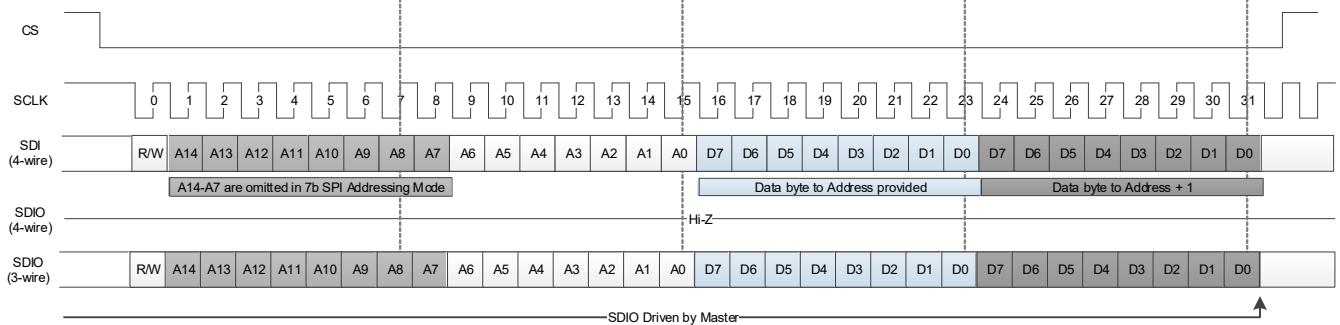 CS
SCLK 0 1 2 3 4 5 6 7 8 9 10 11 12 13 14 15 16 17 18 19 20 21 22 23 24 25 26 27 28 29 30 31
SDI
(4-wire)
R/W A14 A13 A12 A11 A10 A9 A8 A7 A6 A5 A4 A3 A2 A1 A0 D7 D6 D5 D4 D3 D2 D1 D0 D7 D6 D5 D4 D3 D2 D1 D0
A14-A7 are omitted in 7b SPI Addressing Mode Data byte to Address provided Data byte to Address + 1
SDIO
(4-wire)
Hi-Z
SDIO
(3-wire)
R/W A14 A13 A12 A11 A10 A9 A8 A7 A6 A5 A4 A3 A2 A1 A0 D7 D6 D5 D4 D3 D2 D1 D0 D7 D6 D5 D4 D3 D2 D1 D0
SDIO Driven by Master